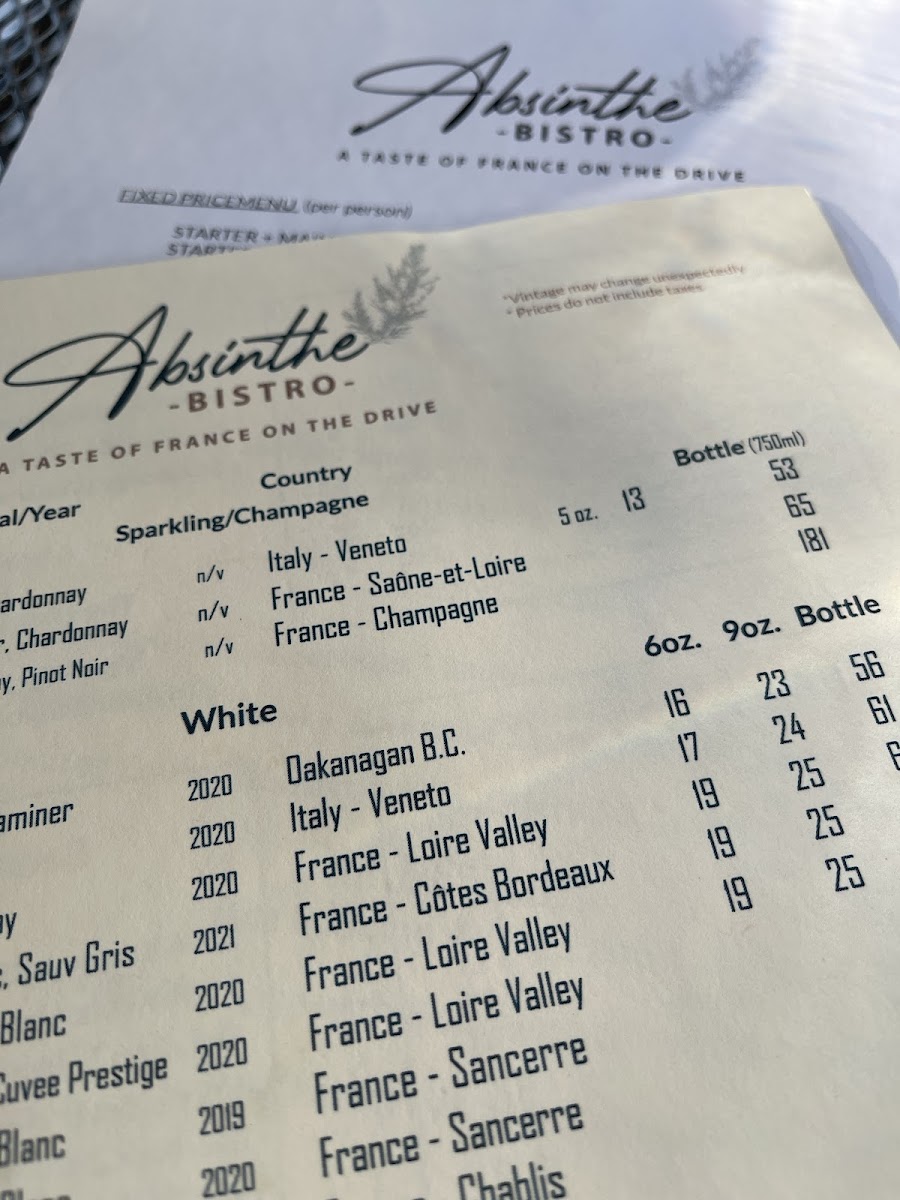 Absinthe
-BISTRO-
A TASTE OF FRANCE ON THE DRIVE
FIXED PRICEMENU (per person)
STARTER +
Absinthe
-BISTRO-
A TASTE OF FRANCE ON THE DRIVE
*Vintage may change unexpectedly
- Prices do not include taxes
al/Year Country Bottle (750ml)
Sparkling/Champagne
ardonnay n/v Italy - Veneto 5 oz. 13 53
, Chardonnay n/v France - Saône-et-Loire 65
y, Pinot Noir n/v France - Champagne 181
White 6oz. 9oz. Bottle
2020 Oakanagan B.C. 16 23 56
aminer 2020 Italy - Veneto 17 24 61
2020 France - Loire Valley 19 25
y 2021 France - Côtes Bordeaux 19 25
, Sauv Gris 2020 France - Loire Valley 19 25
Blanc 2020 France - Loire Valley
Cuvee Prestige 2019 France - Sancerre
Blanc 2020 France - Sancerre
Chablis